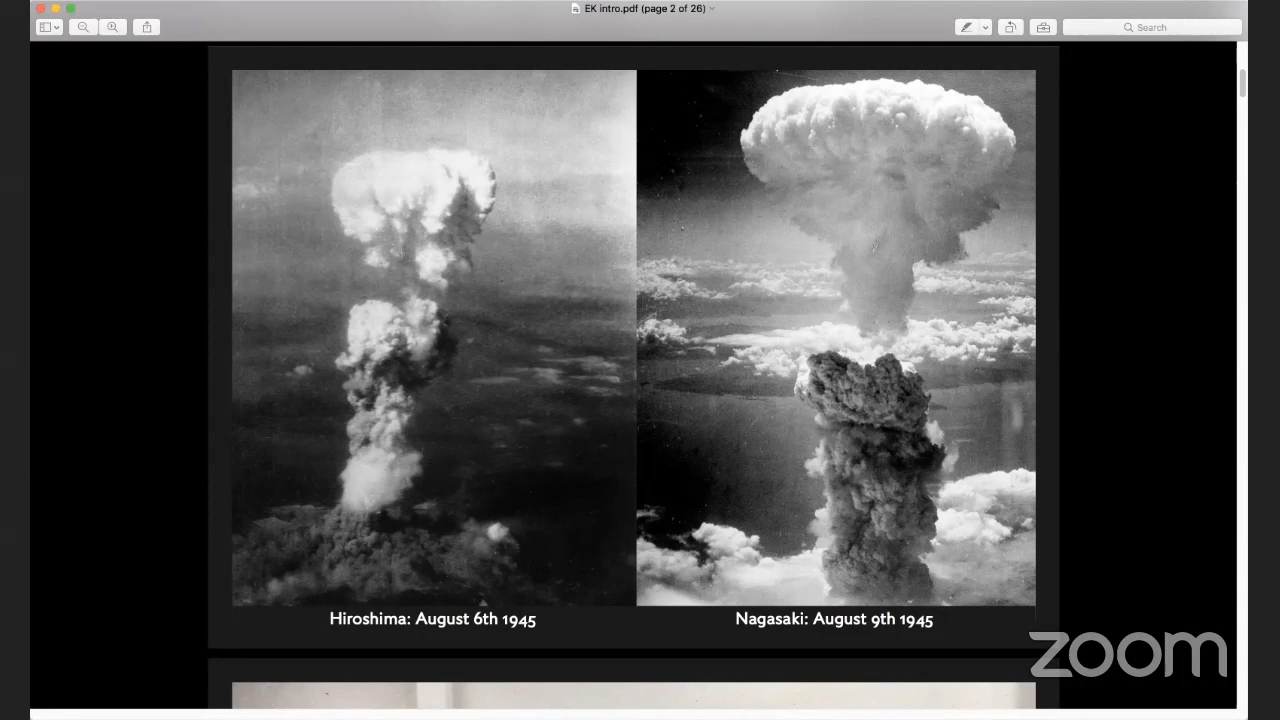 EK intro.pdf (page 2 of 26)
Search
Hiroshima: August 6th 1945
Nagasaki: August 9th 1945
zoom